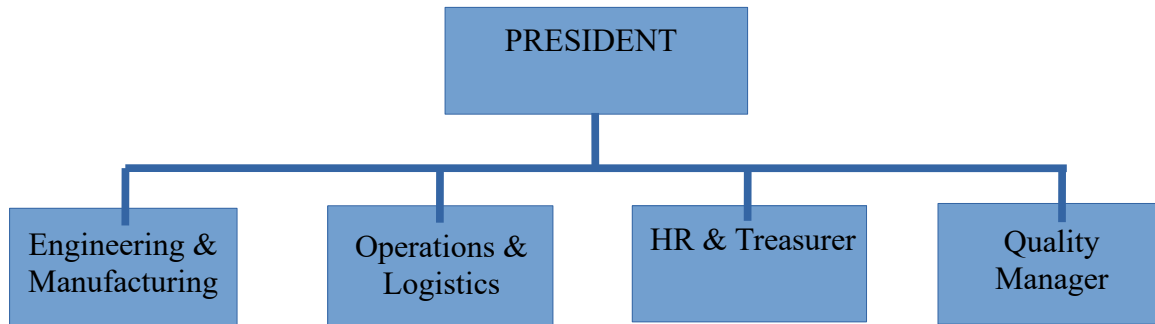 PRESIDENT
Engineering &
Manufacturing
Operations &
Logistics
HR & Treasurer
Quality
Manager